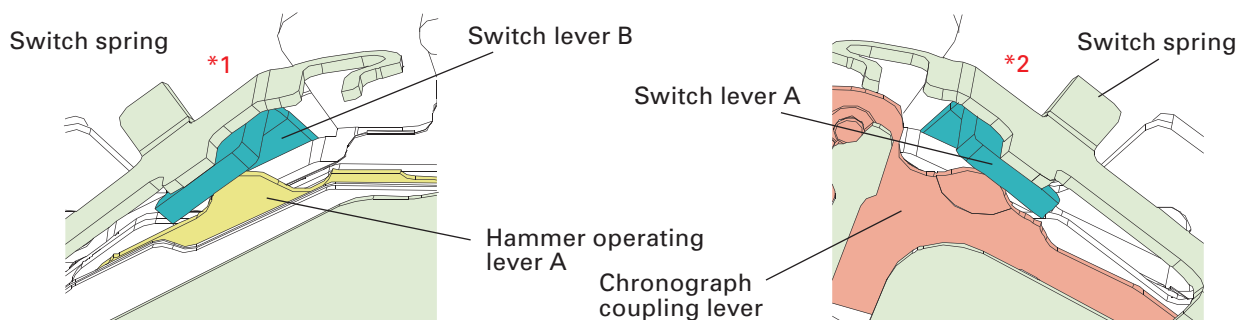 Switch spring
*1
Switch lever B
Hammer operating
lever A
*2
Switch spring
Switch lever A
Chronograph
coupling lever